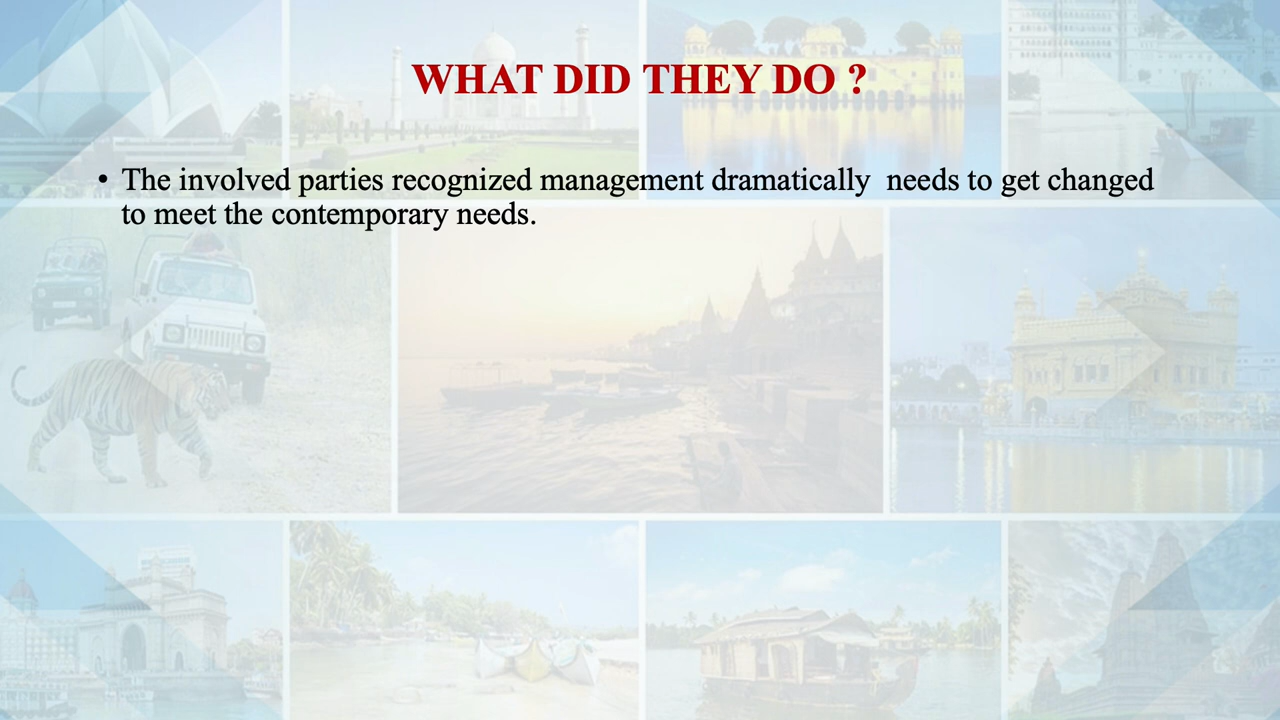 WHAT DID THEY DO ?
• The involved parties recognized management dramatically  needs to get changed
to meet the contemporary needs.